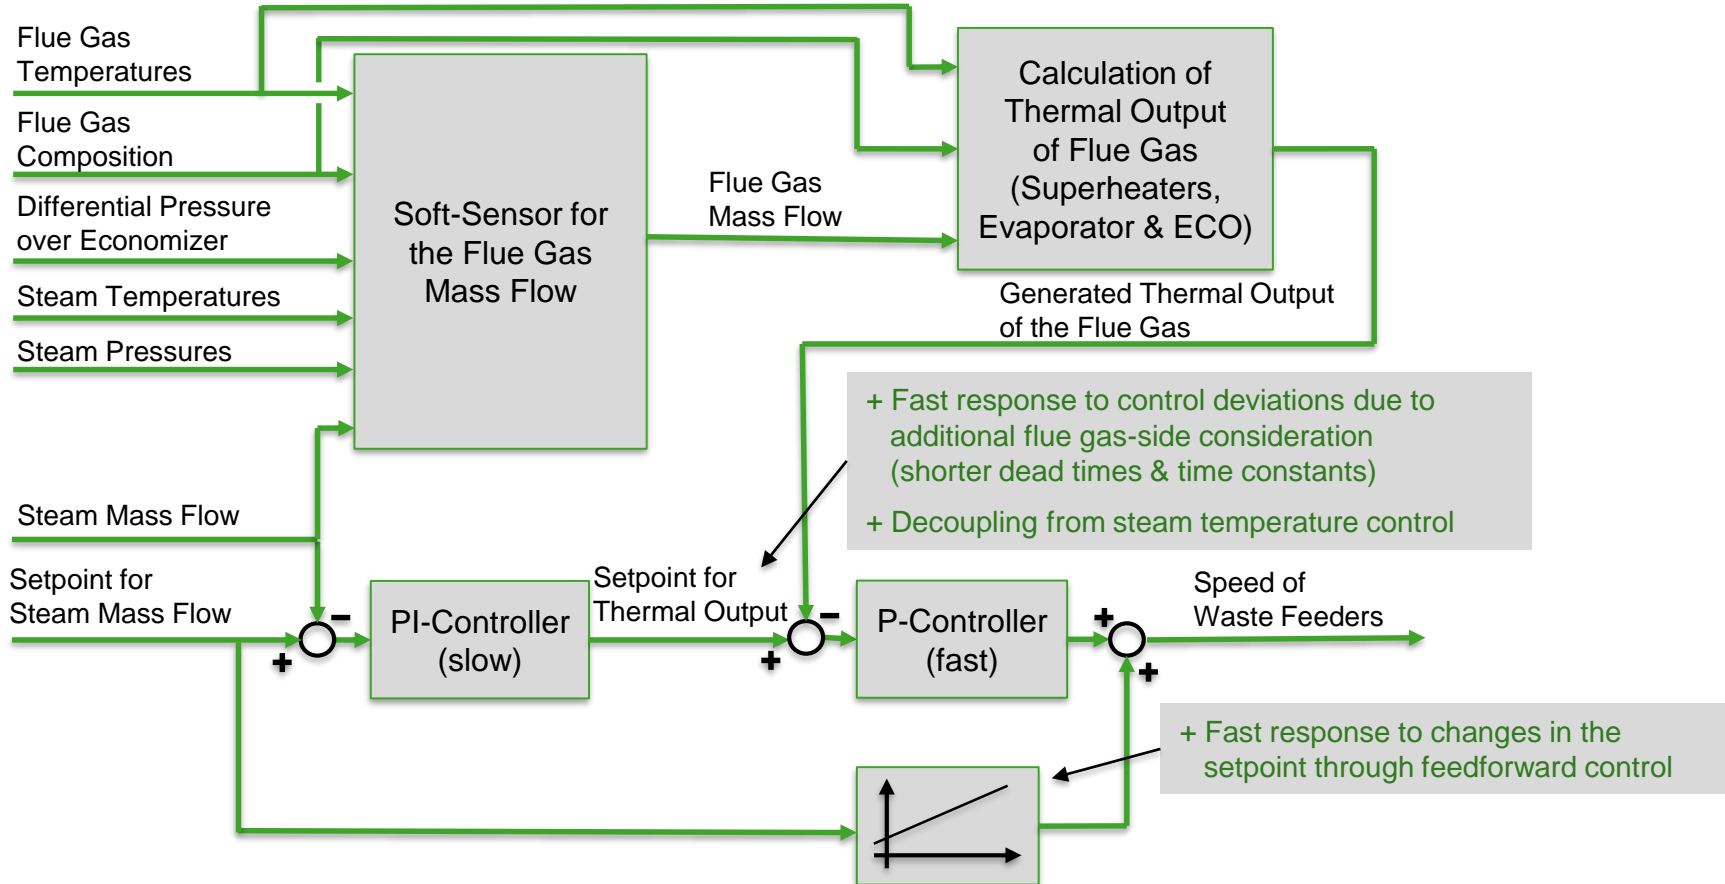 Flue Gas
Temperatures
Flue Gas
Composition
Differential Pressure
over Economizer
Steam Temperatures
Steam Pressures
Soft-Sensor for
the Flue Gas
Mass Flow
Flue Gas
Mass Flow
Calculation of
Thermal Output
of Flue Gas
(Superheaters,
Evaporator & ECO)
Generated Thermal Output
of the Flue Gas
+ Fast response to control deviations due to
additional flue gas-side consideration
(shorter dead times & time constants)
+ Decoupling from steam temperature control
Steam Mass Flow
Setpoint for
Steam Mass Flow
−
+
PI-Controller
(slow)
Setpoint for
Thermal Output
−
+
P-Controller
(fast)
+
+
Speed of
Waste Feeders
+ Fast response to changes in the
setpoint through feedforward control